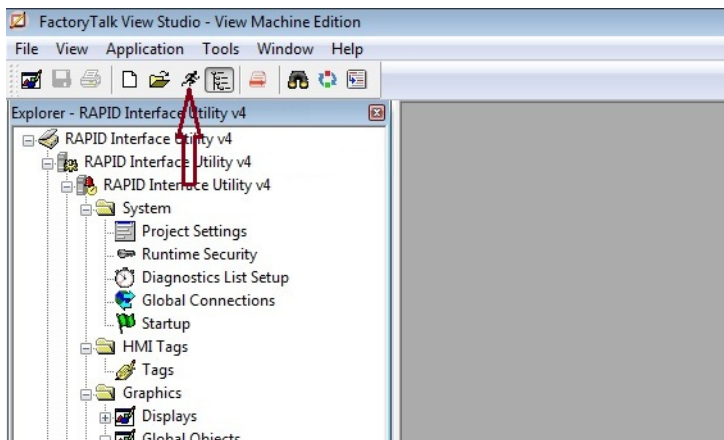 FactoryTalk View Studio - View Machine Edition
File View Application Tools Window Help
Explorer - RAPID Interface Utility v4
RAPID Interface Utility v4
RAPID Interface Utility v4
RAPID Interface Utility v4
System
Project Settings
Runtime Security
Diagnostics List Setup
Global Connections
Startup
HMI Tags
Tags
Graphics
Displays
Global Objects